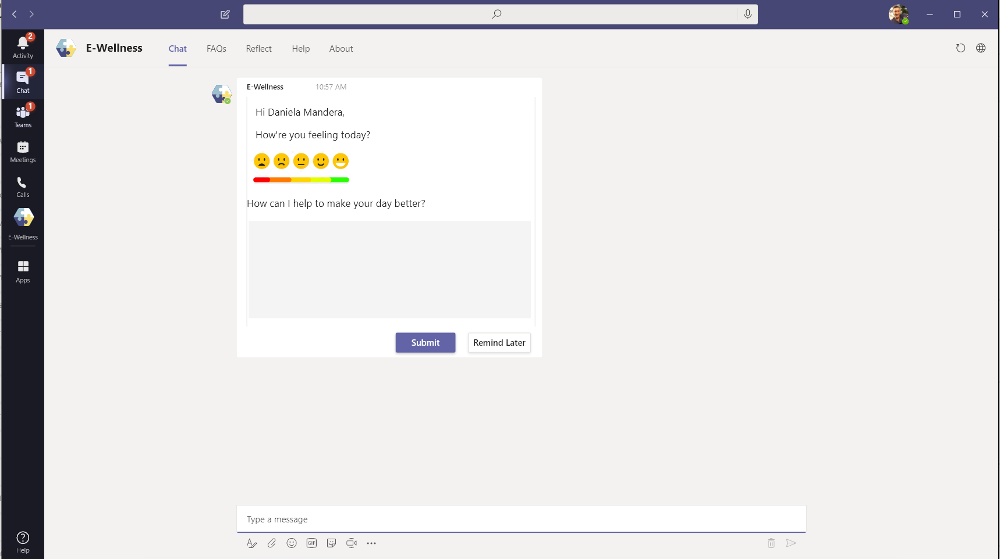 2
Activity
1
Chat
1
Teams
Meetings
Calls
E-Wellness
Apps
Help
E-Wellness
Chat
FAQs
Reflect
Help
About
E-Wellness 10:57 AM
Hi Daniela Mandera,
How're you feeling today?
How can I help to make your day better?
Submit
Remind Later
Type a message
GIF